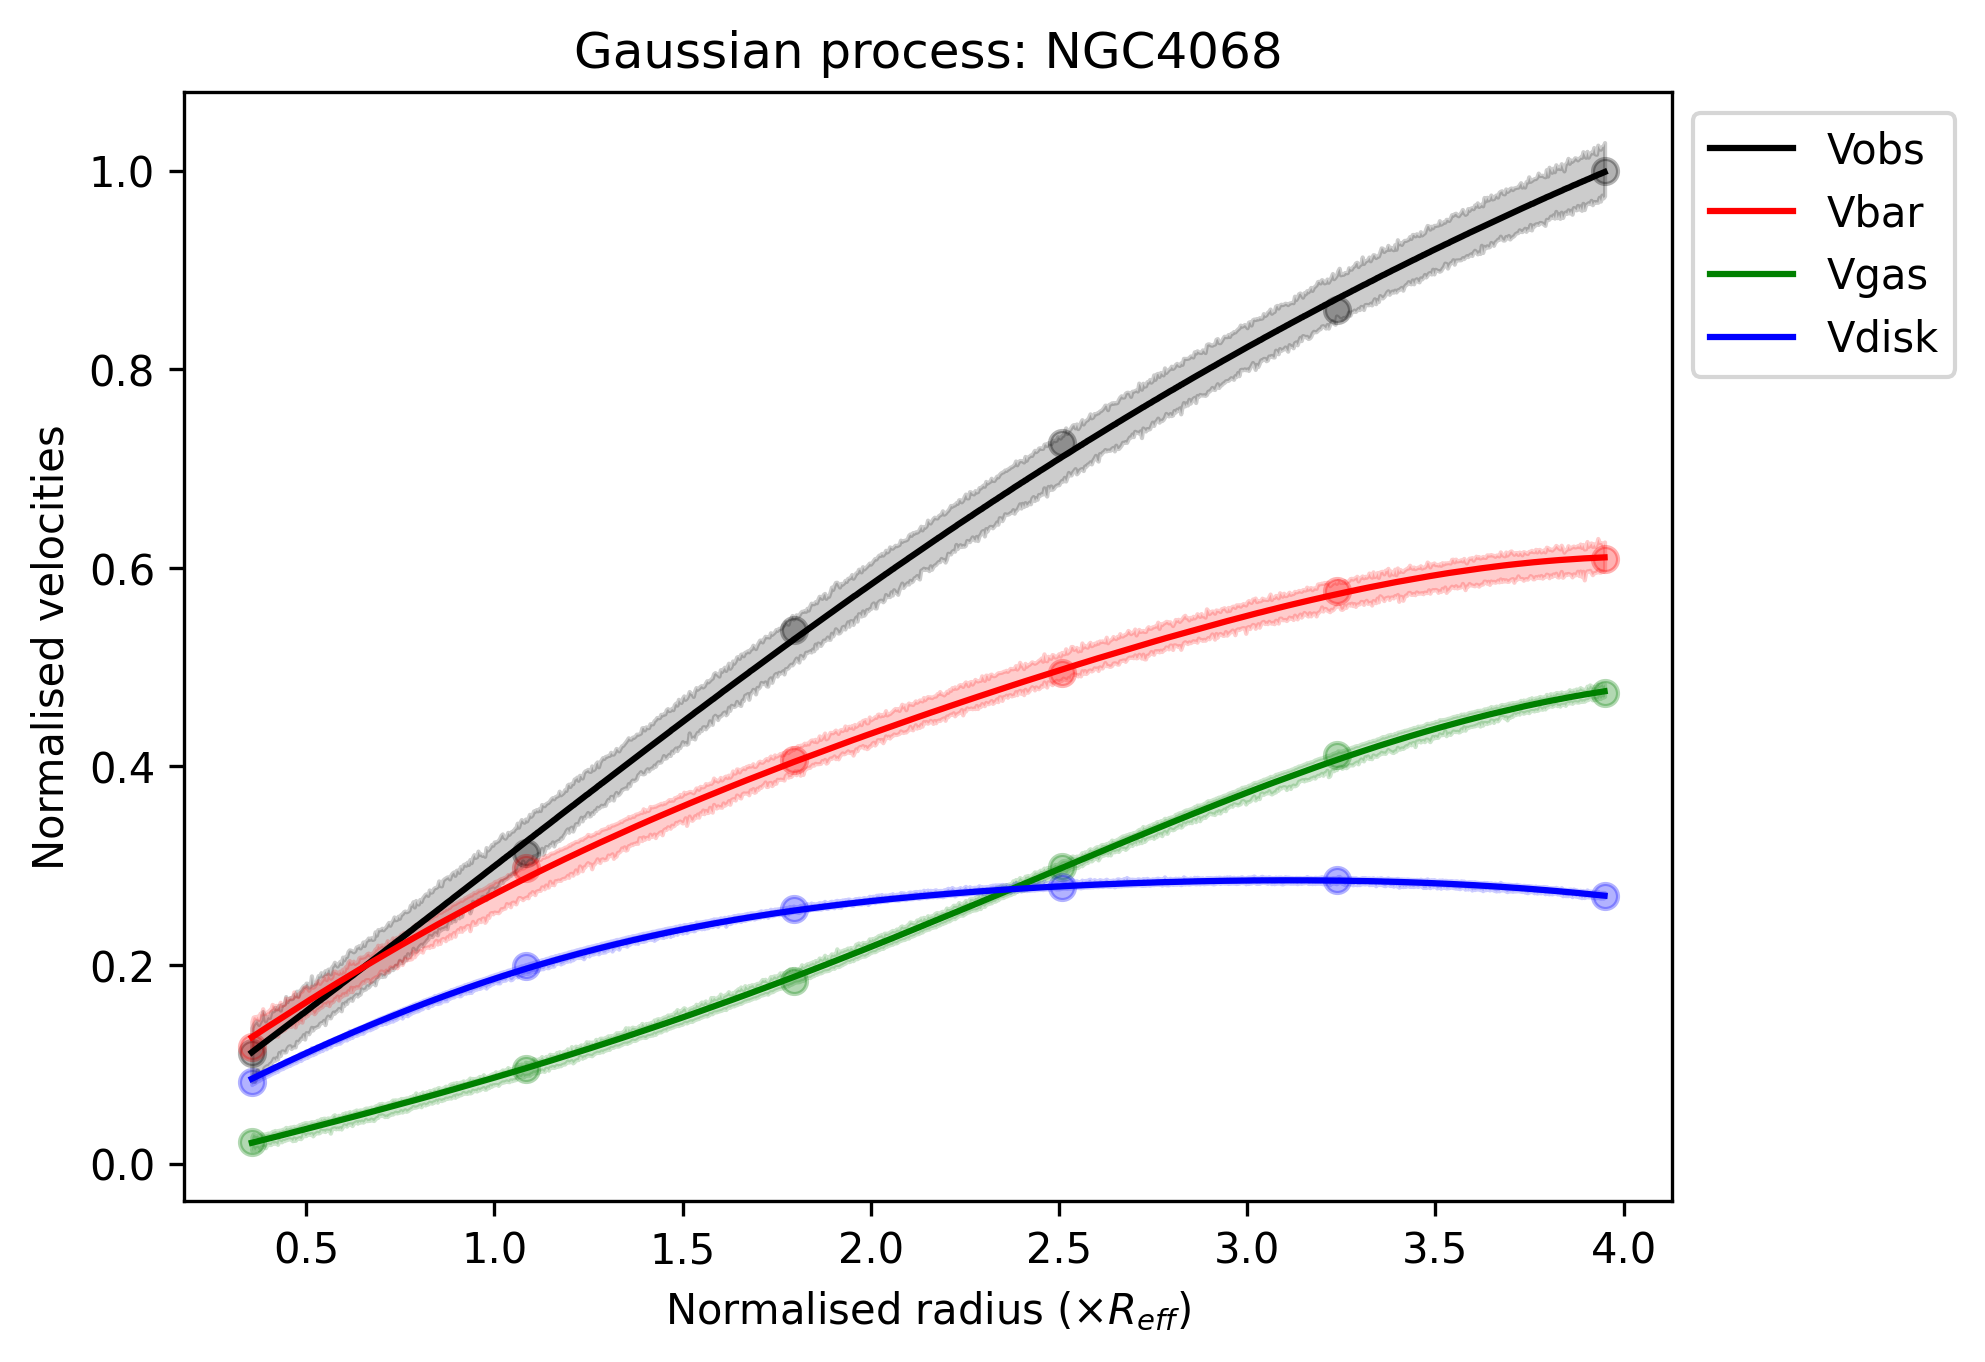 Gaussian process: NGC4068
Vobs
Vbar
Vgas
Vdisk
Normalised velocities
1.0
0.8
0.6
0.4
0.2
0.0
0.5 1.0 1.5 2.0 2.5 3.0 3.5 4.0
Normalised radius (×R_eff)